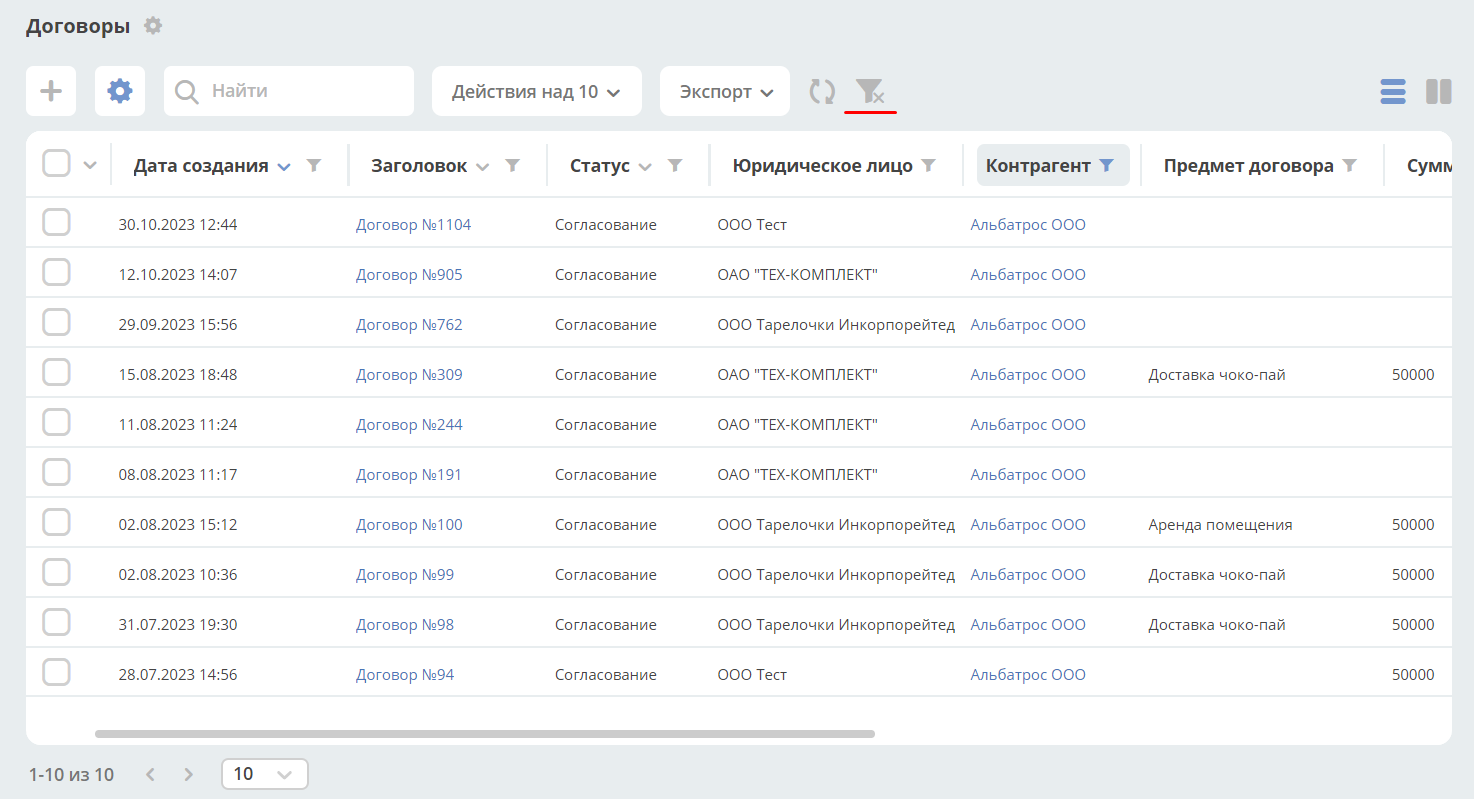 Договоры
Найти Действия над 10 Экспорт
Дата создания Заголовок Статус Юридическое лицо Контрагент Предмет договора Сумм
30.10.2023 12:44 Договор №1104 Согласование ООО Тест Альбатрос ООО
12.10.2023 14:07 Договор №905 Согласование ОАО "ТЕХ-КОМПЛЕКТ" Альбатрос ООО
29.09.2023 15:56 Договор №762 Согласование ООО Тарелочки Инкорпорейтед Альбатрос ООО
15.08.2023 18:48 Договор №309 Согласование ОАО "ТЕХ-КОМПЛЕКТ" Альбатрос ООО Доставка чоко-пай 50000
11.08.2023 11:24 Договор №244 Согласование ОАО "ТЕХ-КОМПЛЕКТ" Альбатрос ООО
08.08.2023 11:17 Договор №191 Согласование ОАО "ТЕХ-КОМПЛЕКТ" Альбатрос ООО
02.08.2023 15:12 Договор №100 Согласование ООО Тарелочки Инкорпорейтед Альбатрос ООО Аренда помещения 50000
02.08.2023 10:36 Договор №99 Согласование ООО Тарелочки Инкорпорейтед Альбатрос ООО Доставка чоко-пай 50000
31.07.2023 19:30 Договор №98 Согласование ООО Тарелочки Инкорпорейтед Альбатрос ООО Доставка чоко-пай 50000
28.07.2023 14:56 Договор №94 Согласование ООО Тест Альбатрос ООО 50000
1-10 из 10 10